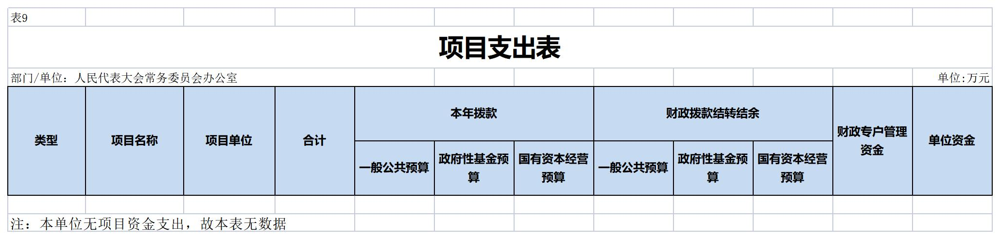 表9
项目支出表
部门/单位：人民代表大会常务委员会办公室
单位:万元
类型
项目名称
项目单位
合计
本年拨款
财政拨款结转结余
财政专户管理
资金
单位资金
一般公共预算
政府性基金预
算
国有资本经营
预算
一般公共预算
政府性基金预
算
国有资本经营
预算
注：本单位无项目资金支出，故本表无数据